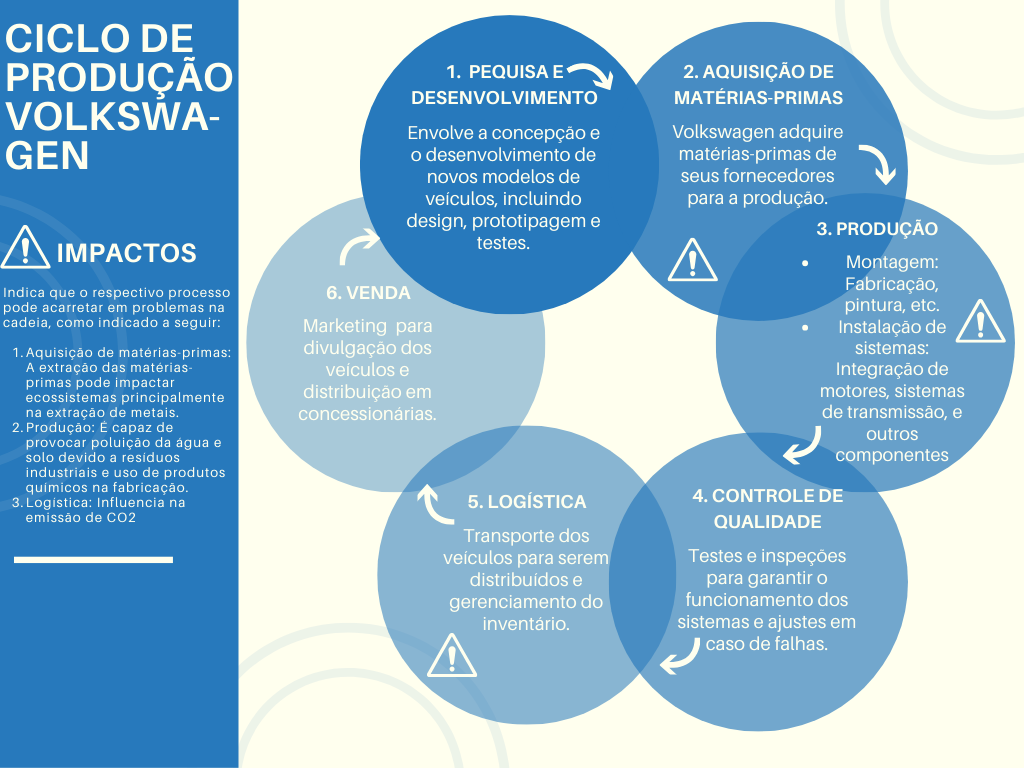 CICLO DE
PRODUÇÃO
VOLKSWA-
GEN
IMPACTOS
Indica que o respectivo processo
pode acarretar em problemas na
cadeia, como indicado a seguir:
1. Aquisição de matérias-primas:
A extração das matérias-
primas pode impactar
ecossistemas principalmente
na extração de metais.
2. Produção: É capaz de
provocar poluição da água e
solo devido a resíduos
industriais e uso de produtos
químicos na fabricação.
3. Logística: Influencia na
emissão de CO2
1. PEQUISA E
DESENVOLVIMENTO
Envolve a concepção e
o desenvolvimento de
novos modelos de
veículos, incluindo
design, prototipagem e
testes.
2. AQUISIÇÃO DE
MATÉRIAS-PRIMAS
Volkswagen adquire
matérias-primas de
seus fornecedores
para a produção.
3. PRODUÇÃO
• Montagem:
Fabricação,
pintura, etc.
• Instalação de
sistemas:
Integração de
motores, sistemas
de transmissão, e
outros
componentes
4. CONTROLE DE
QUALIDADE
Testes e inspeções
para garantir o
funcionamento dos
sistemas e ajustes em
caso de falhas.
5. LOGÍSTICA
Transporte dos
veículos para serem
distribuídos e
gerenciamento do
inventário.
6. VENDA
Marketing para
divulgação dos
veículos e
distribuição em
concessionárias.